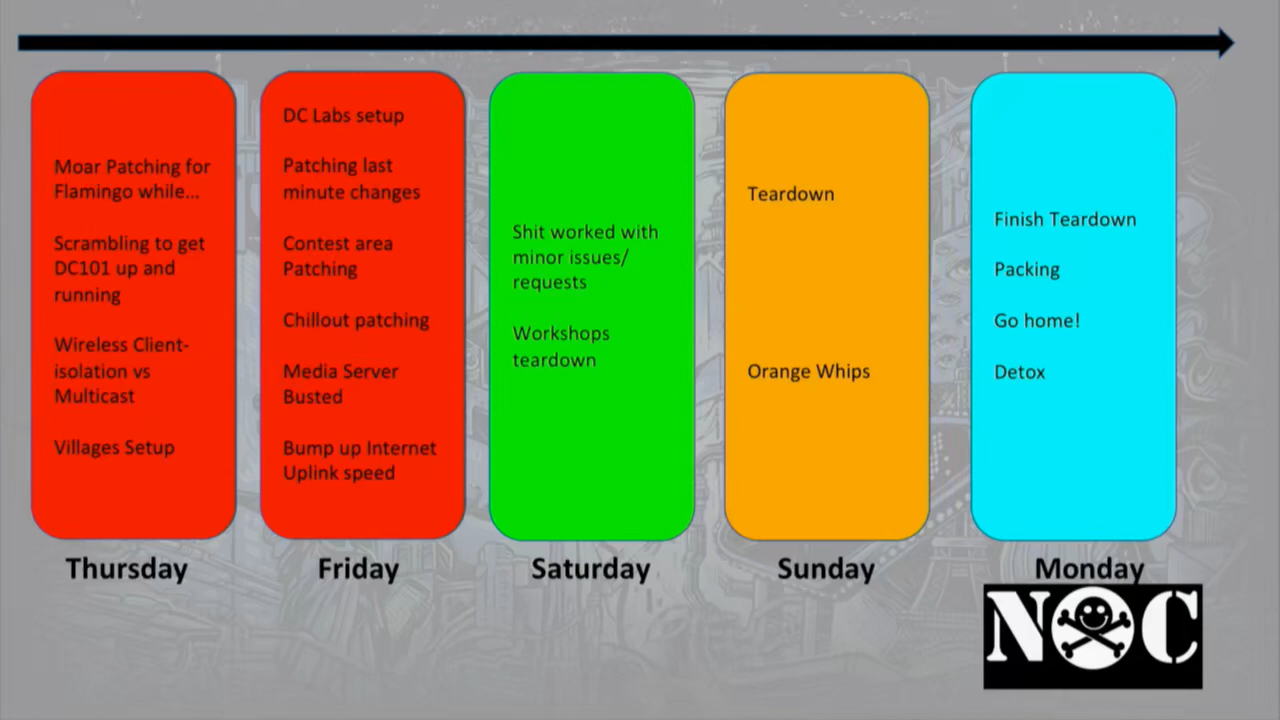 Moar Patching for
Flamingo while...
Scrambling to get
DC101 up and
running
Wireless Client-
isolation vs
Multicast
Villages Setup
Thursday
DC Labs setup
Patching last
minute changes
Contest area
Patching
Chillout patching
Media Server
Busted
Bump up Internet
Uplink speed
Friday
Shit worked with
minor issues/
requests
Workshops
teardown
Saturday
Teardown
Orange Whips
Sunday
Finish Teardown
Packing
Go home!
Detox
Monday
NOC